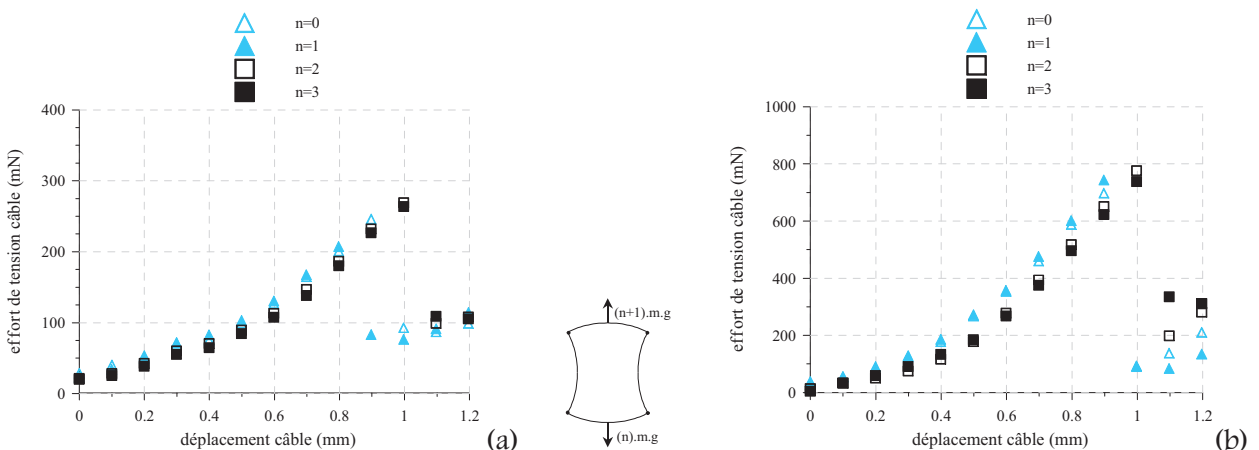 n=0
n=1
n=2
n=3
400
300
200
100
0
effort de tension câble (mN)
0 0.2 0.4 0.6 0.8 1 1.2
déplacement câble (mm)
(a)
(n+1).m.g
(n).m.g
n=0
n=1
n=2
n=3
1000
800
600
400
200
0
effort de tension câble (mN)
0 0.2 0.4 0.6 0.8 1 1.2
déplacement câble (mm)
(b)